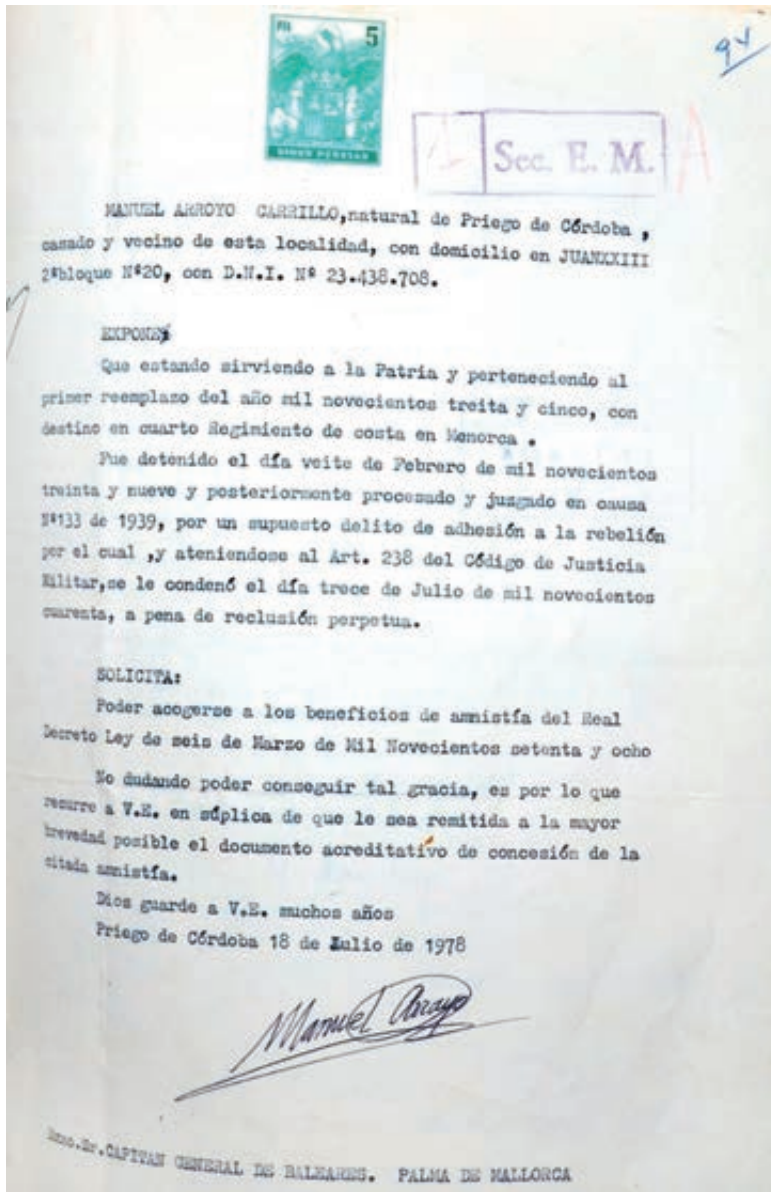 PTS 5
94
CINCO PESETAS
1 Sec. E. M. A
MANUEL ARROYO CARRILLO,natural de Priego de Córdoba ,
casado y vecino de esta localidad, con domicilio en JUANXXIII
2ºbloque Nº20, con D.N.I. Nº 23.438.708.
EXPONE:
Que estando sirviendo a la Patria y perteneciendo al
primer reemplazo del año mil novecientos treita y cinco, con
destino en cuarto Regimiento de costa en Menorca .
Fue detenido el día veite de Febrero de mil novecientos
treinta y nueve y posteriormente procesado y juzgado en causa
Nº133 de 1939, por un supuesto delito de adhesión a la rebelión
por el cual ,y ateniendose al Art. 238 del Código de Justicia
Militar,se le condenó el día trece de Julio de mil novecientos
cuarenta, a pena de reclusión perpetua.
SOLICITA:
Poder acogerse a los beneficios de amnistía del Real
Decreto Ley de seis de Marzo de Mil Novecientos setenta y ocho
No dudando poder conseguir tal gracia, es por lo que
recurre a V.E. en súplica de que le sea remitida a la mayor
brevedad posible el documento acreditativo de concesión de la
citada amnistía.
Dios guarde a V.E. muchos años
Priego de Córdoba 18 de Julio de 1978
Manuel Arroyo
Exmo.Sr.CAPITAN GENERAL DE BALEARES. PALMA DE MALLORCA